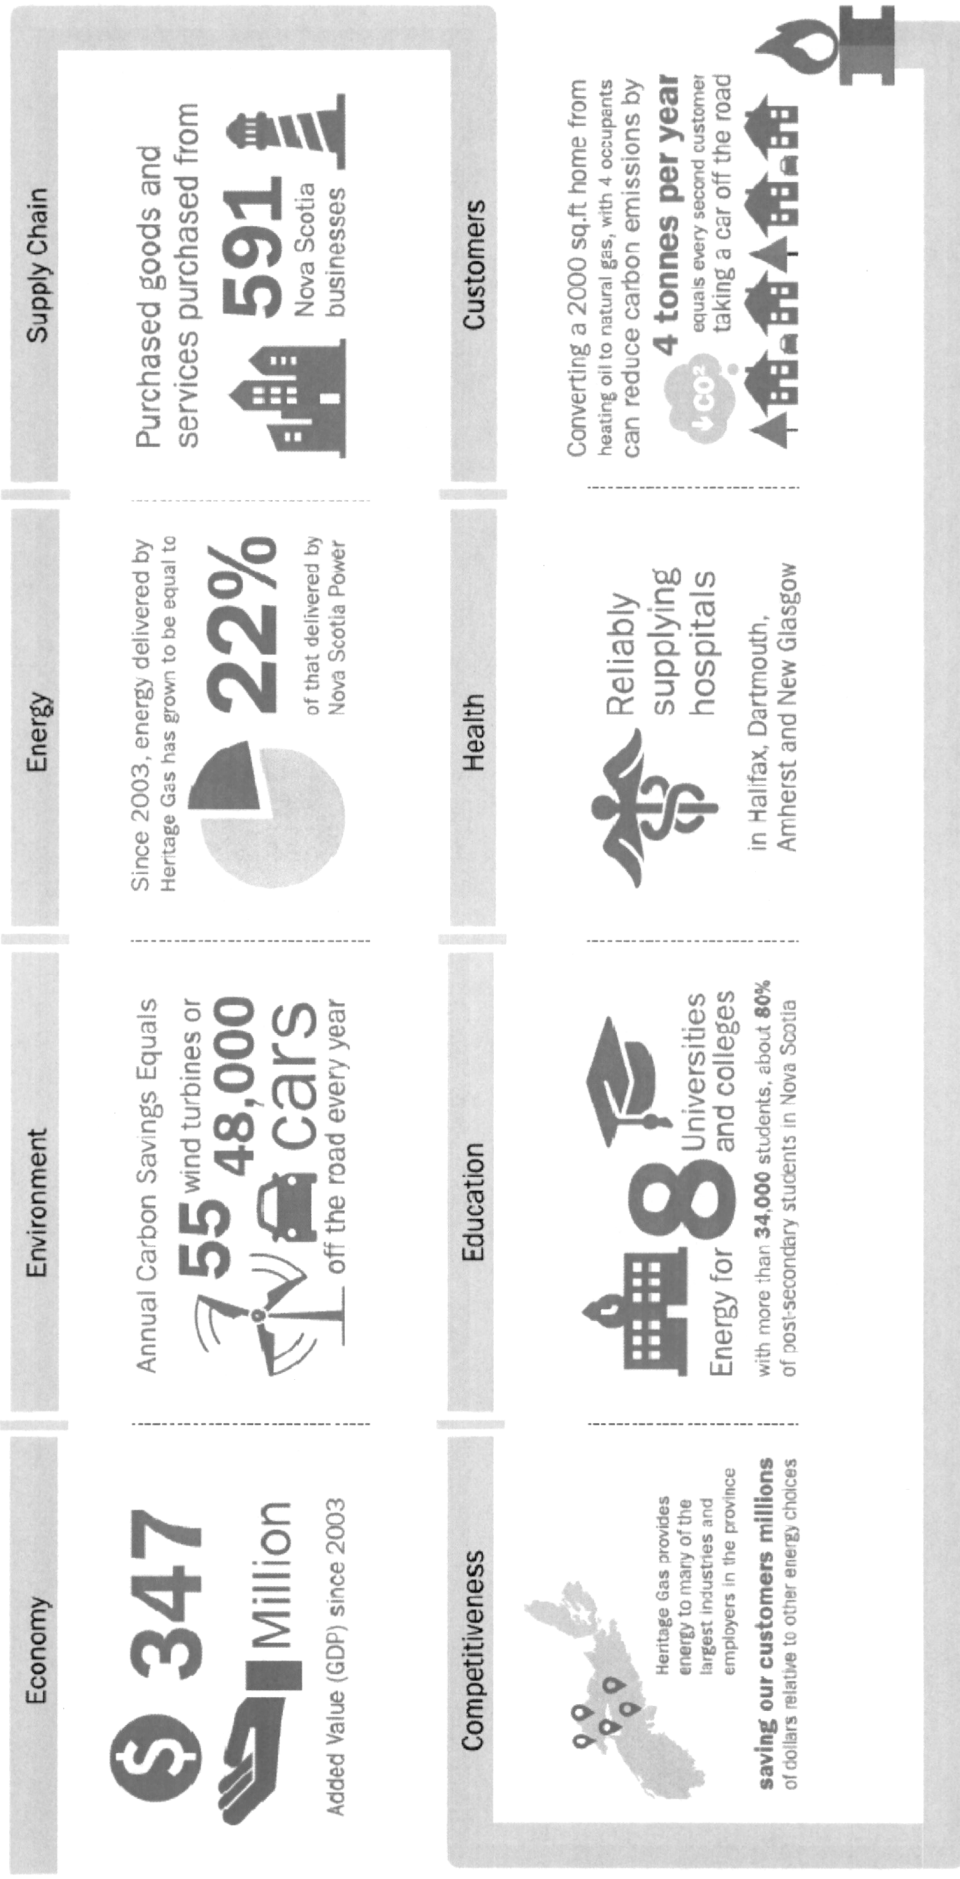 Economy
$ 347
Million
Added Value (GDP) since 2003
Environment
Annual Carbon Savings Equals
55 wind turbines or
48,000
cars
off the road every year
Energy
Since 2003, energy delivered by
Heritage Gas has grown to be equal to
22%
of that delivered by
Nova Scotia Power
Supply Chain
Purchased goods and
services purchased from
591
Nova Scotia
businesses
Competitiveness
Heritage Gas provides
energy to many of the
largest industries and
employers in the province
saving our customers millions
of dollars relative to other energy choices
Education
Energy for 8 Universities
and colleges
with more than 34,000 students, about 80%
of post-secondary students in Nova Scotia
Health
Reliably
supplying
hospitals
in Halifax, Dartmouth,
Amherst and New Glasgow
Customers
Converting a 2000 sq.ft home from
heating oil to natural gas, with 4 occupants
can reduce carbon emissions by
4 tonnes per year
CO²
equals every second customer
taking a car off the road